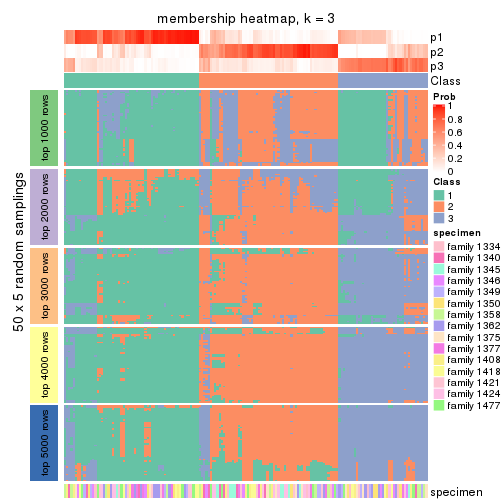 membership heatmap, k = 3
p1
p2
p3
Class
50 x 5 random samplings
top 1000 rows
top 2000 rows
top 3000 rows
top 4000 rows
top 5000 rows
specimen
Prob
1
0.8
0.6
0.4
0.2
0
Class
1
2
3
specimen
family 1334
family 1340
family 1345
family 1346
family 1349
family 1350
family 1358
family 1362
family 1375
family 1377
family 1408
family 1418
family 1421
family 1424
family 1477